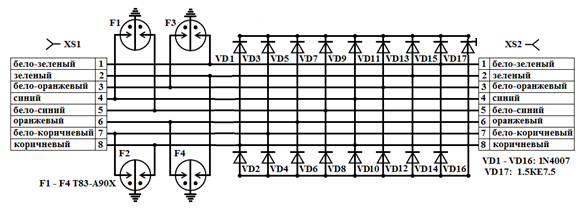 F1 F3
XS1 VD1 VD3 VD5 VD7 VD9 VD11 VD13 VD15 VD17 XS2
бело-зеленый 1 1 бело-зеленый
зеленый 2 2 зеленый
бело-оранжевый 3 3 бело-оранжевый
синий 4 4 синий
бело-синий 5 5 бело-синий
оранжевый 6 6 оранжевый
бело-коричневый 7 7 бело-коричневый
коричневый 8 8 коричневый
F2 F4 VD2 VD4 VD6 VD8 VD10 VD12 VD14 VD16
VD1 - VD16: 1N4007
F1 - F4 T83-A90X VD17: 1.5KE7.5